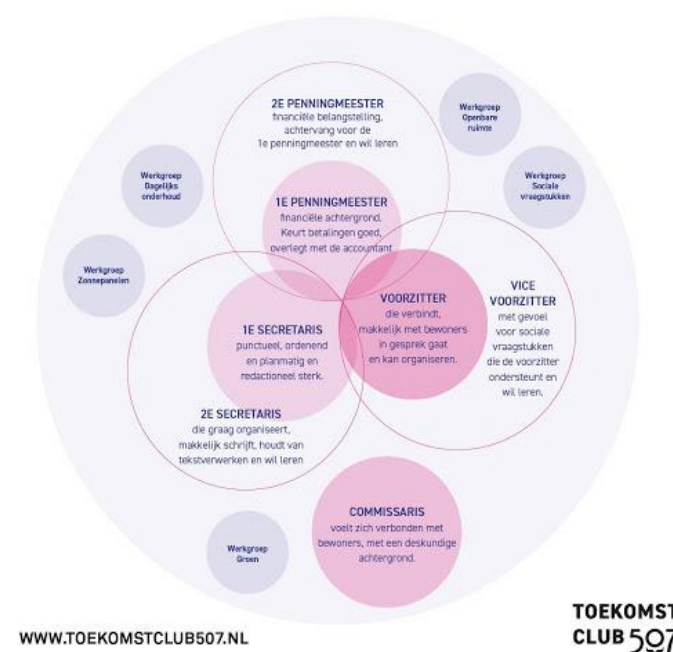 2E PENNINGMEESTER
financiële belangstelling,
achtervang voor de
1e penningmeester en wil leren
Werkgroep
Openbare
ruimte
Werkgroep
Dagelijks
onderhoud
Werkgroep
Sociale
vraagstukken
1E PENNINGMEESTER
financiële achtergrond.
Keurt betalingen goed,
overlegt met de accountant
Werkgroep
Zonnepanelen
VOORZITTER
die verbindt,
makkelijk met bewoners
in gesprek gaat
en kan organiseren.
VICE
VOORZITTER
met gevoel
voor sociale
vraagstukken
die de voorzitter
ondersteunt en
wil leren.
1E SECRETARIS
punctueel, ordenend
en planmatig en
redactioneel sterk.
2E SECRETARIS
die graag organiseert,
makkelijk schrijft, houdt van
tekstverwerken en wil leren
COMMISSARIS
voelt zich verbonden met
bewoners, met een deskundige
achtergrond.
Werkgroep
Groen
WWW.TOEKOMSTCLUB507.NL
TOEKOMST
CLUB 507